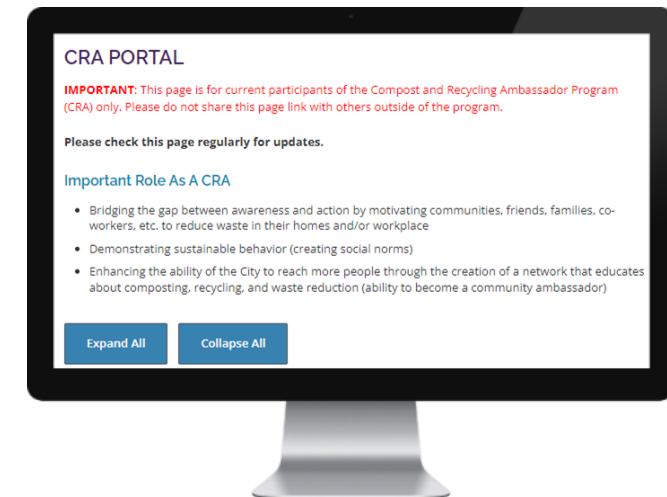 CRA PORTAL
IMPORTANT: This page is for current participants of the Compost and Recycling Ambassador Program
(CRA) only. Please do not share this page link with others outside of the program.
Please check this page regularly for updates.
Important Role As A CRA
• Bridging the gap between awareness and action by motivating communities, friends, families, co-
workers, etc. to reduce waste in their homes and/or workplace
• Demonstrating sustainable behavior (creating social norms)
• Enhancing the ability of the City to reach more people through the creation of a network that educates
about composting, recycling, and waste reduction (ability to become a community ambassador)
Expand All
Collapse All